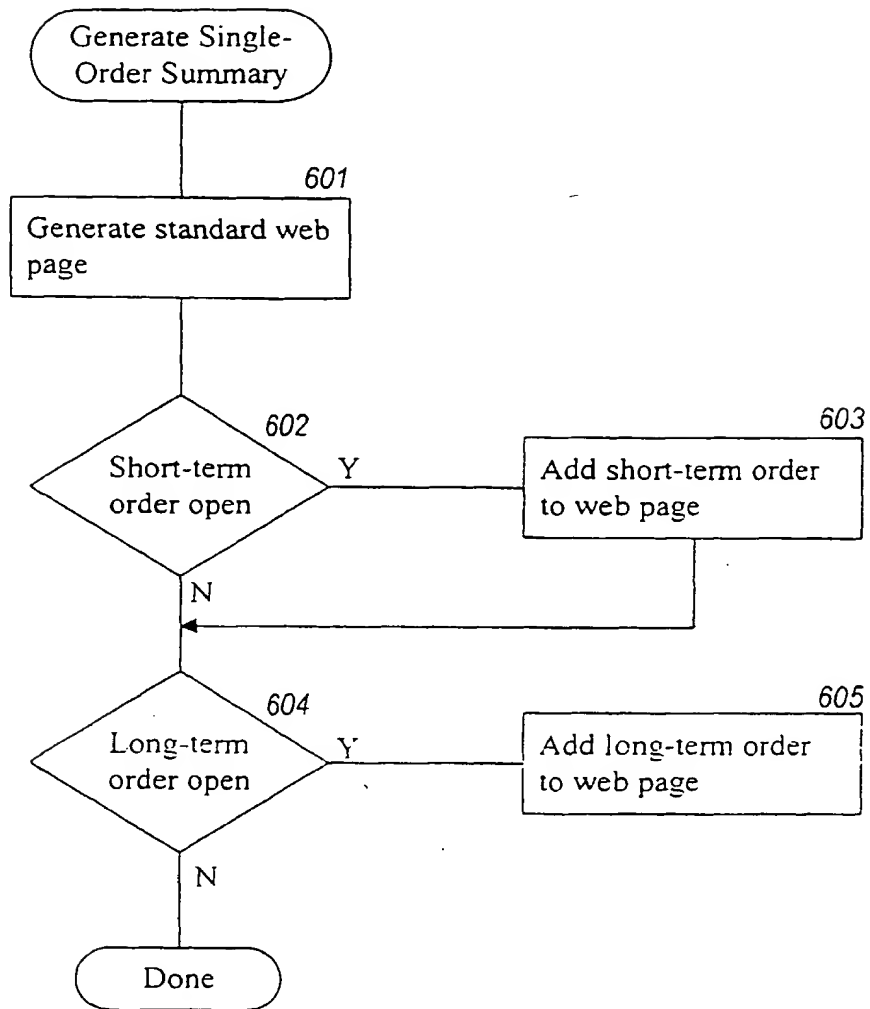 Generate Single-
Order Summary
601
Generate standard web
page
602
Short-term
order open
Y
N
603
Add short-term order
to web page
604
Long-term
order open
Y
N
605
Add long-term order
to web page
Done